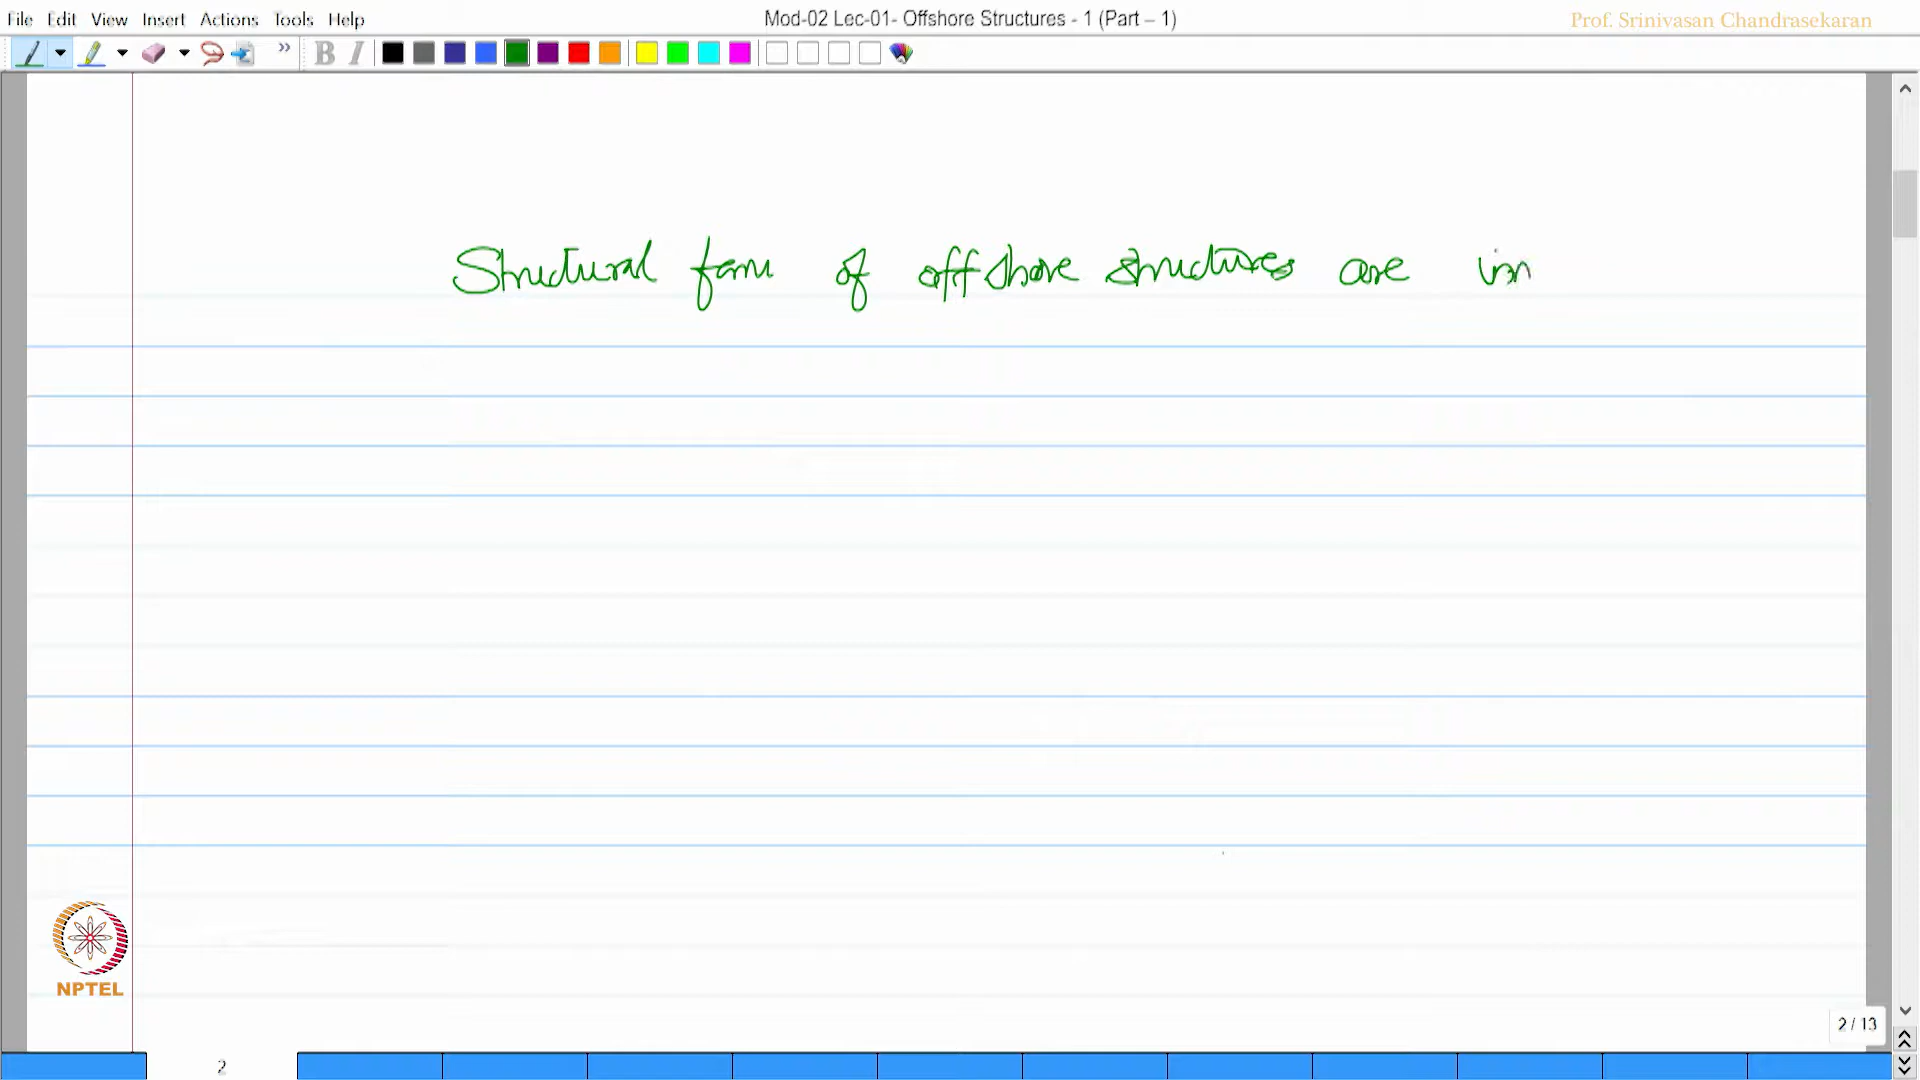 File Edit View Insert Actions Tools Help
Mod-02 Lec-01- Offshore Structures - 1 (Part – 1)
Prof. Srinivasan Chandrasekaran
B I
Structural form of offshore structures are im
NPTEL
2 / 13
2